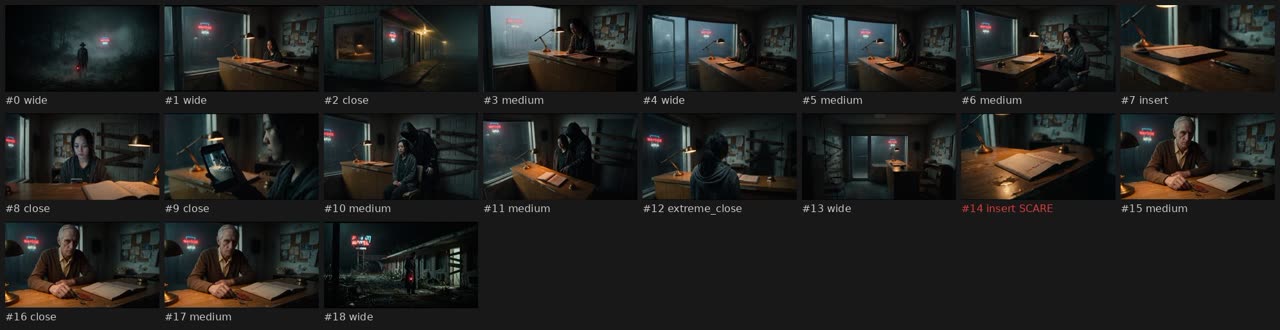 #0 wide
#1 wide
#2 close
#3 medium
#4 wide
#5 medium
#6 medium
#7 insert
#8 close
#9 close
#10 medium
#11 medium
#12 extreme_close
#13 wide
#14 insert SCARE
#15 medium
#16 close
#17 medium
#18 wide